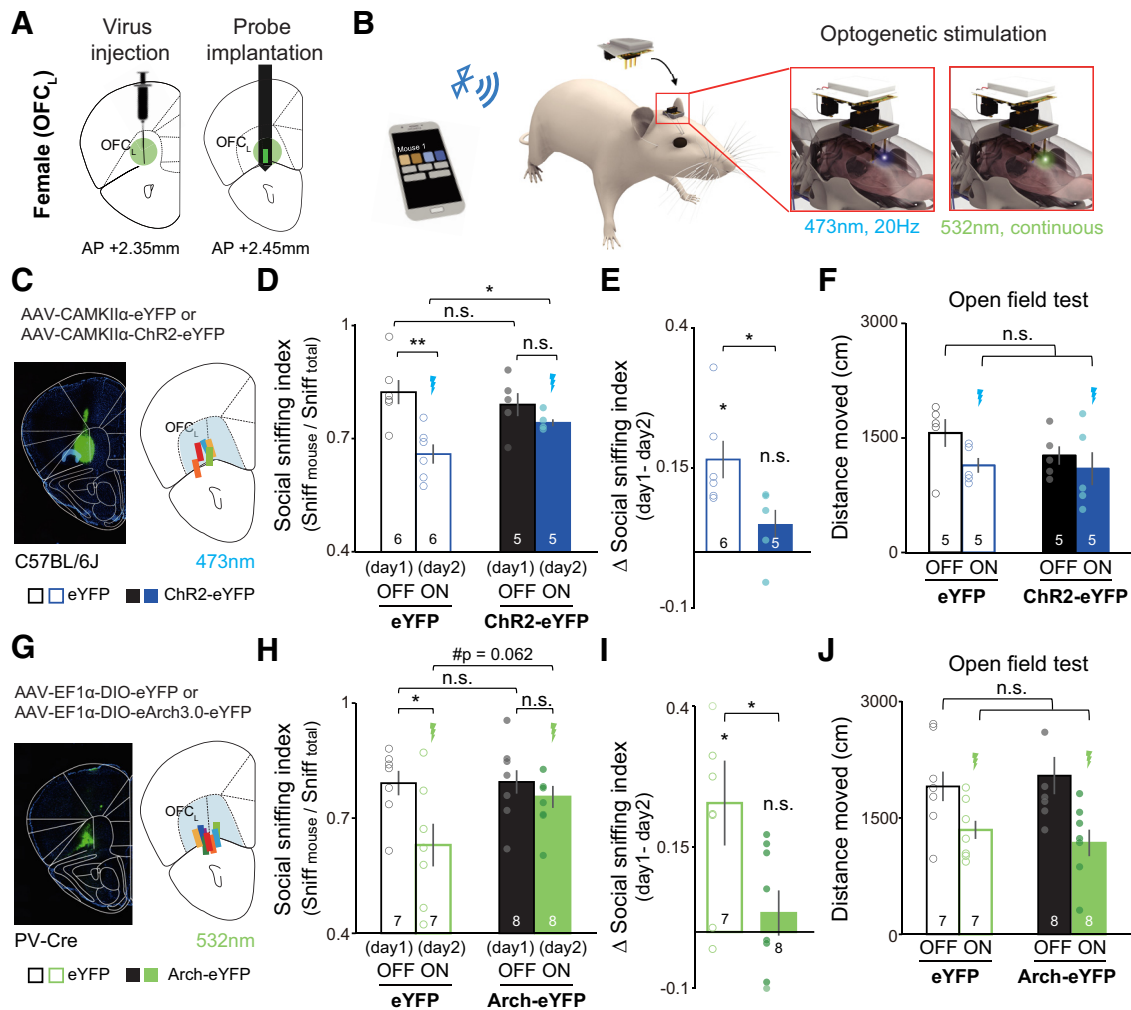 A
Virus
injection
Probe
implantation
Female (OFCL)
OFCL
OFCL
AP +2.35mm
AP +2.45mm
B
Optogenetic stimulation
Mouse 1
473nm, 20Hz
532nm, continuous
C
AAV-CAMKIIα-eYFP or
AAV-CAMKIIα-ChR2-eYFP
OFCL
C57BL/6J
473nm
eYFP
ChR2-eYFP
D
Social sniffing index
(Sniff mouse / Sniff total)
1
0.7
0.4
*
n.s.
**
n.s.
6
6
5
5
(day1) (day2)
(day1) (day2)
OFF ON
OFF ON
eYFP
ChR2-eYFP
E
Δ Social sniffing index
(day1- day2)
0.4
0.15
-0.1
*
*
n.s.
6
5
F
Open field test
Distance moved (cm)
3000
1500
0
n.s.
5
5
5
5
OFF ON
OFF ON
eYFP
ChR2-eYFP
G
AAV-EF1α-DIO-eYFP or
AAV-EF1α-DIO-eArch3.0-eYFP
OFCL
PV-Cre
532nm
eYFP
Arch-eYFP
H
Social sniffing index
(Sniff mouse / Sniff total)
1
0.7
0.4
#p = 0.062
n.s.
*
n.s.
7
7
8
8
(day1) (day2)
(day1) (day2)
OFF ON
OFF ON
eYFP
Arch-eYFP
I
Δ Social sniffing index
(day1- day2)
0.4
0.15
-0.1
*
*
n.s.
7
8
J
Open field test
Distance moved (cm)
3000
1500
0
n.s.
7
7
8
8
OFF ON
OFF ON
eYFP
Arch-eYFP